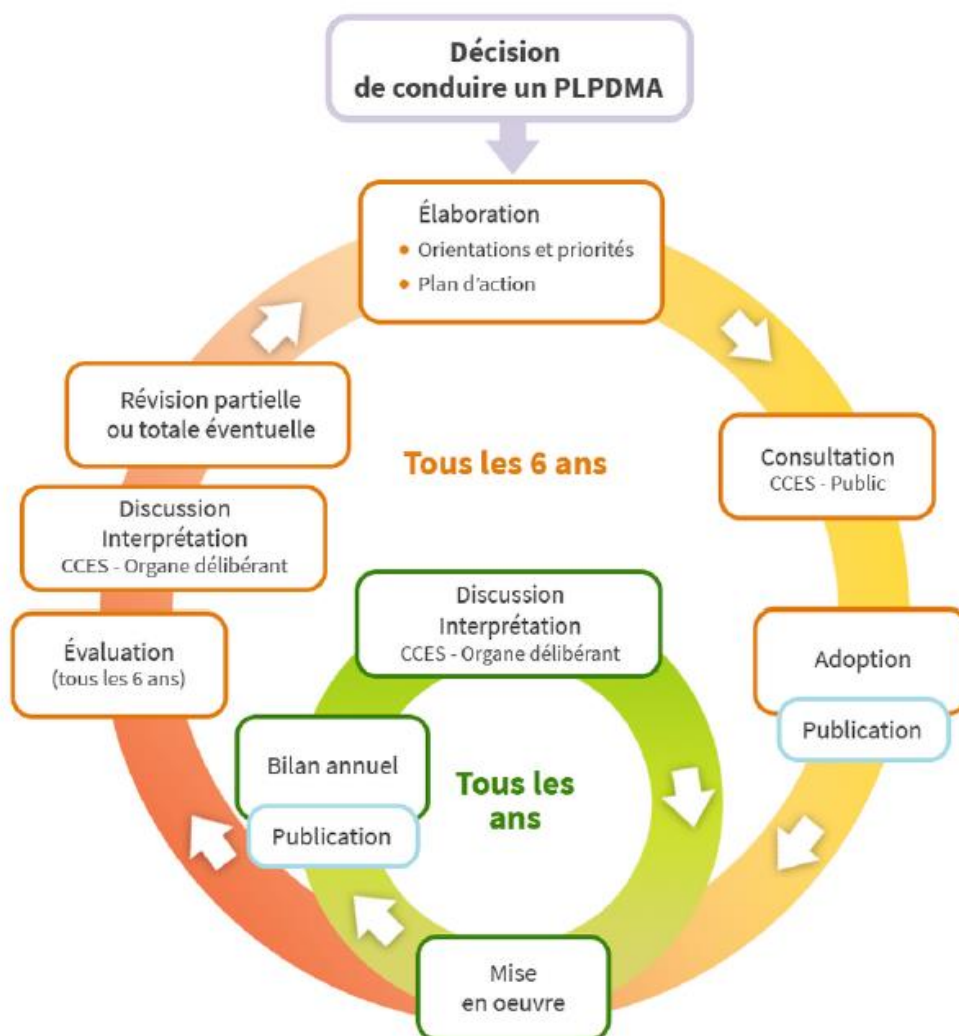 Décision
de conduire un PLPDMA
Élaboration
• Orientations et priorités
• Plan d'action
Révision partielle
ou totale éventuelle
Tous les 6 ans
Consultation
CCES - Public
Discussion
Interprétation
CCES - Organe délibérant
Discussion
Interprétation
CCES - Organe délibérant
Évaluation
(tous les 6 ans)
Adoption
Publication
Bilan annuel
Publication
Tous les
ans
Mise
en oeuvre